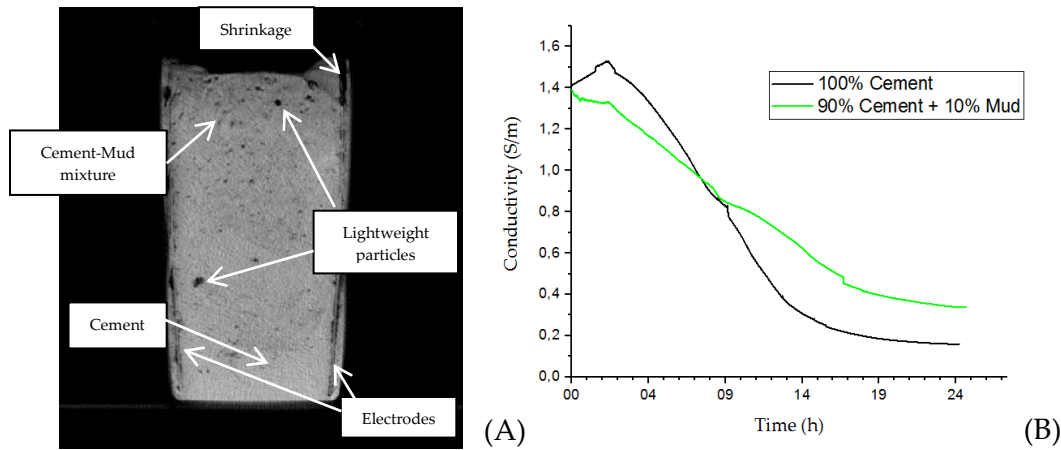 Shrinkage
Cement-Mud
mixture
Lightweight
particles
Cement
Electrodes
(A)
Conductivity (S/m)
1,6
1,4
1,2
1,0
0,8
0,6
0,4
0,2
0,0
100% Cement
90% Cement + 10% Mud
00
04
09
14
19
24
Time (h)
(B)